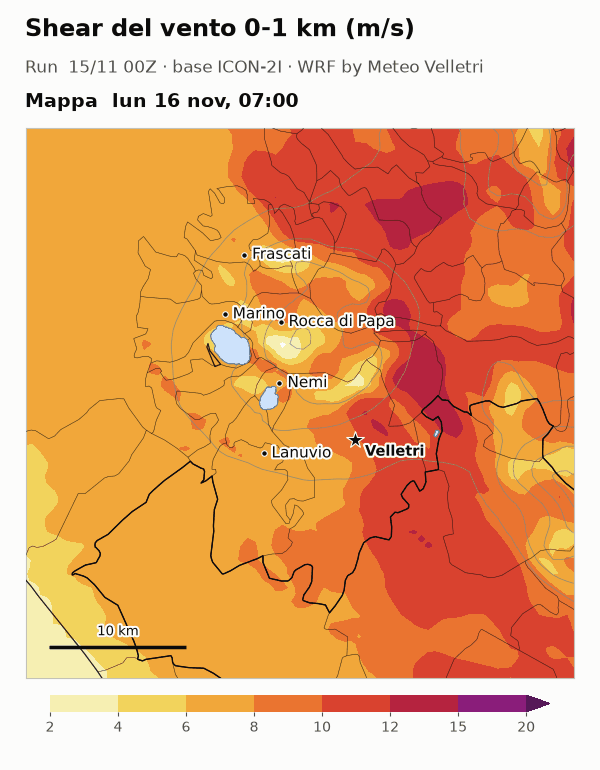 Shear del vento 0-1 km (m/s)
Run 15/11 00Z · base ICON-2I · WRF by Meteo Velletri
Mappa lun 16 nov, 07:00
Frascati
Marino
Rocca di Papa
Nemi
Velletri
Lanuvio
10 km
2 4 6 8 10 12 15 20